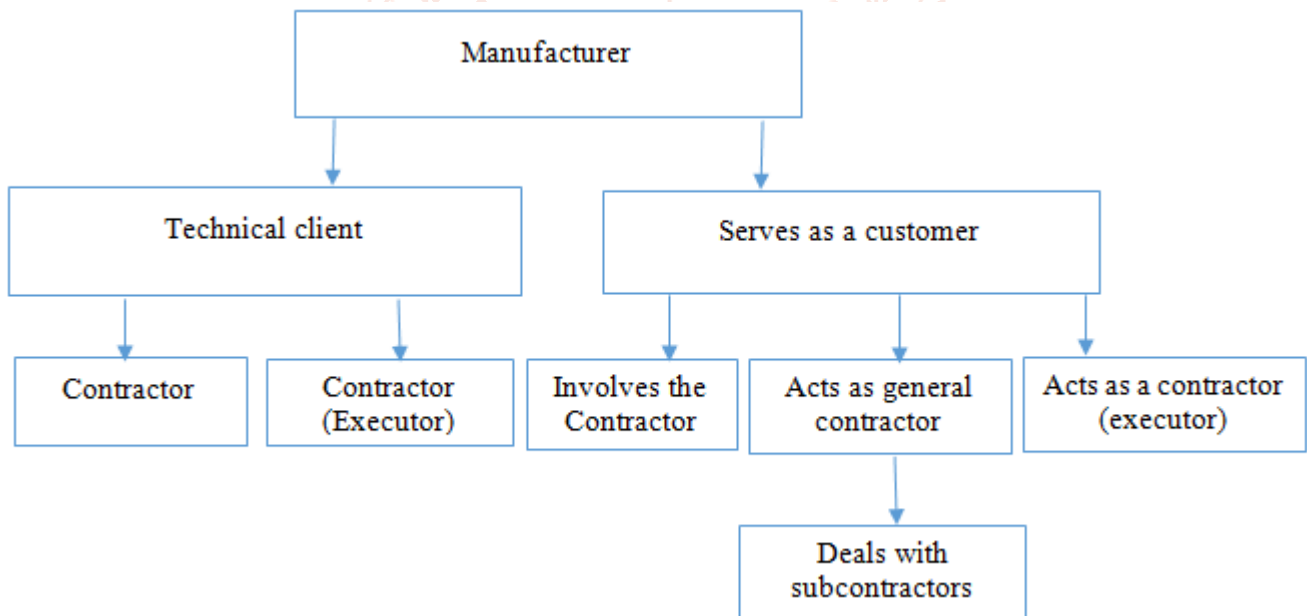 Manufacturer
Technical client
Serves as a customer
Contractor
Contractor
(Executor)
Involves the
Contractor
Acts as general
contractor
Acts as a contractor
(executor)
Deals with
subcontractors